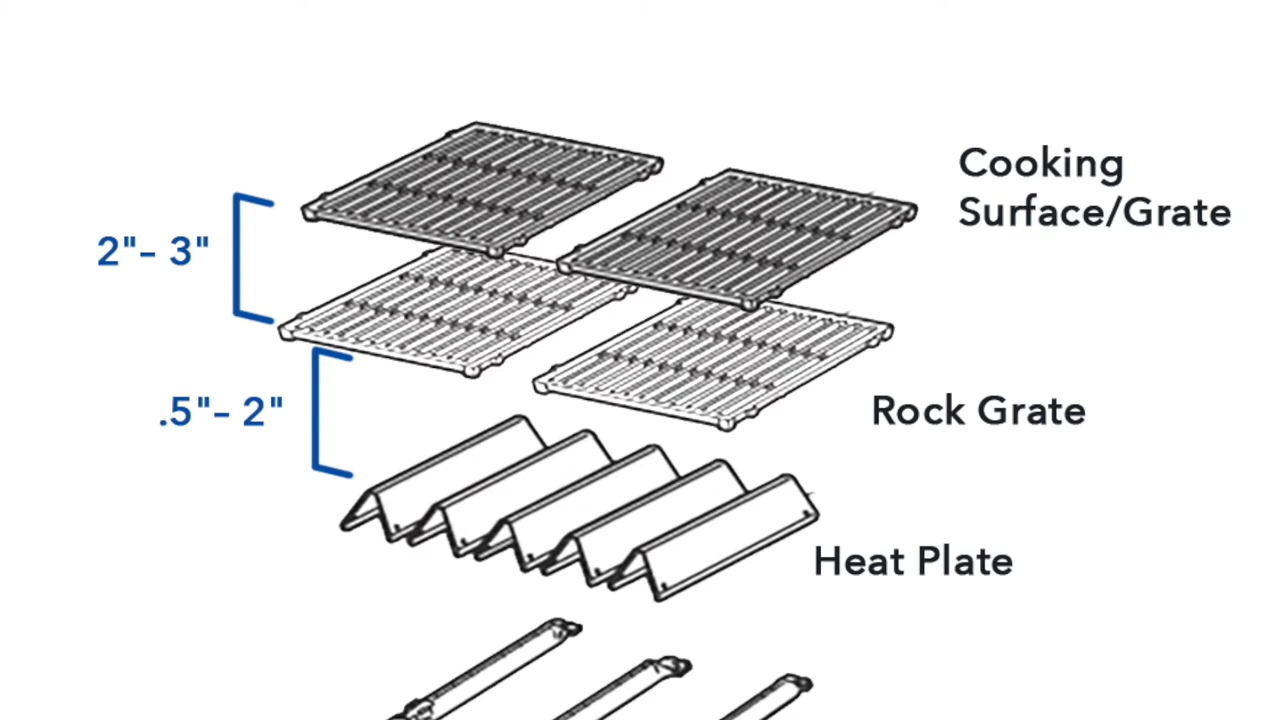 Cooking
Surface/Grate
2"- 3"
.5"- 2"
Rock Grate
Heat Plate